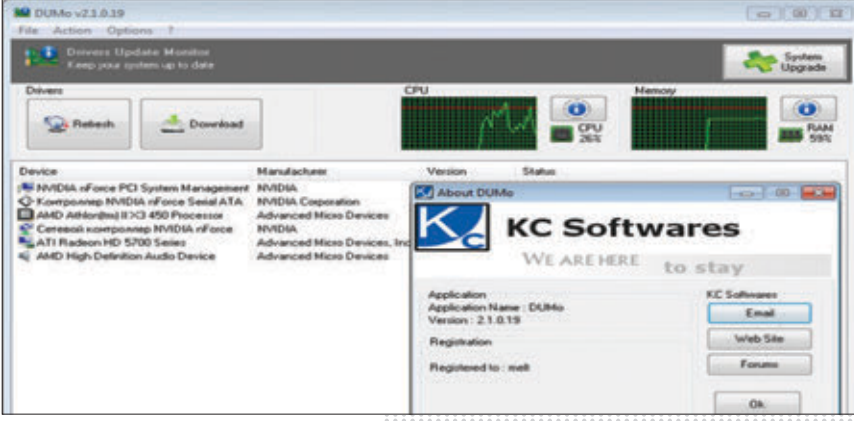 DUMo v2.1.0.19
File Action Options ?
Drivers Update Monitor
Keep your system up to date
System
Upgrade
Drivers
CPU
Memory
Refresh
Download
CPU
26%
RAM
59%
Device Manufacturer Version Status
NVIDIA nForce PCI System Management NVIDIA
Контроллер NVIDIA nForce Serial ATA NVIDIA Corporation
AMD Athlon(tm) II X3 450 Processor Advanced Micro Devices
Сетевой контроллер NVIDIA nForce NVIDIA
ATI Radeon HD 5700 Series Advanced Micro Devices, Inc
AMD High Definition Audio Device Advanced Micro Devices
About DUMo
KC
KC Softwares
WE ARE HERE to stay
Application
Application Name : DUMo
Version : 2.1.0.19
Registration
Registered to : melt
KC Softwares
Email
Web Site
Forums
Ok